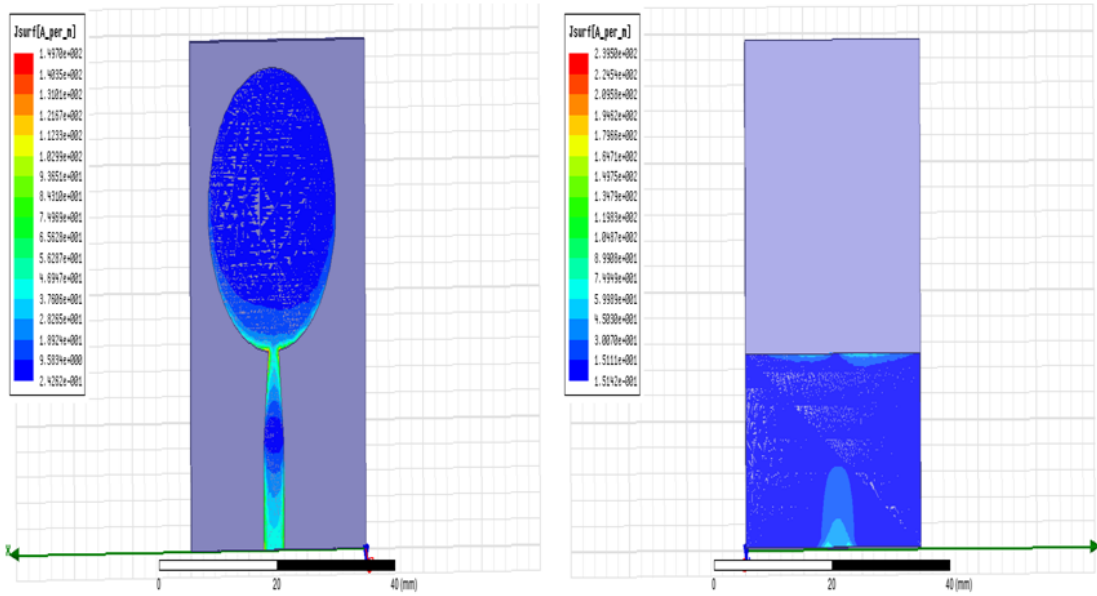 Jsurf[A_per_m]
1.4970e+002
1.4035e+002
1.3101e+002
1.2167e+002
1.1233e+002
1.0299e+002
9.3651e+001
8.4310e+001
7.4969e+001
6.5628e+001
5.6287e+001
4.6947e+001
3.7606e+001
2.8265e+001
1.8924e+001
9.5834e+000
2.4262e-001
X
0 20 40 (mm)
Jsurf[A_per_m]
2.3950e+002
2.2454e+002
2.0958e+002
1.9462e+002
1.7966e+002
1.6471e+002
1.4975e+002
1.3479e+002
1.1983e+002
1.0487e+002
8.9908e+001
7.4949e+001
5.9989e+001
4.5030e+001
3.0070e+001
1.5111e+001
1.5142e-001
0 20 40 (mm)